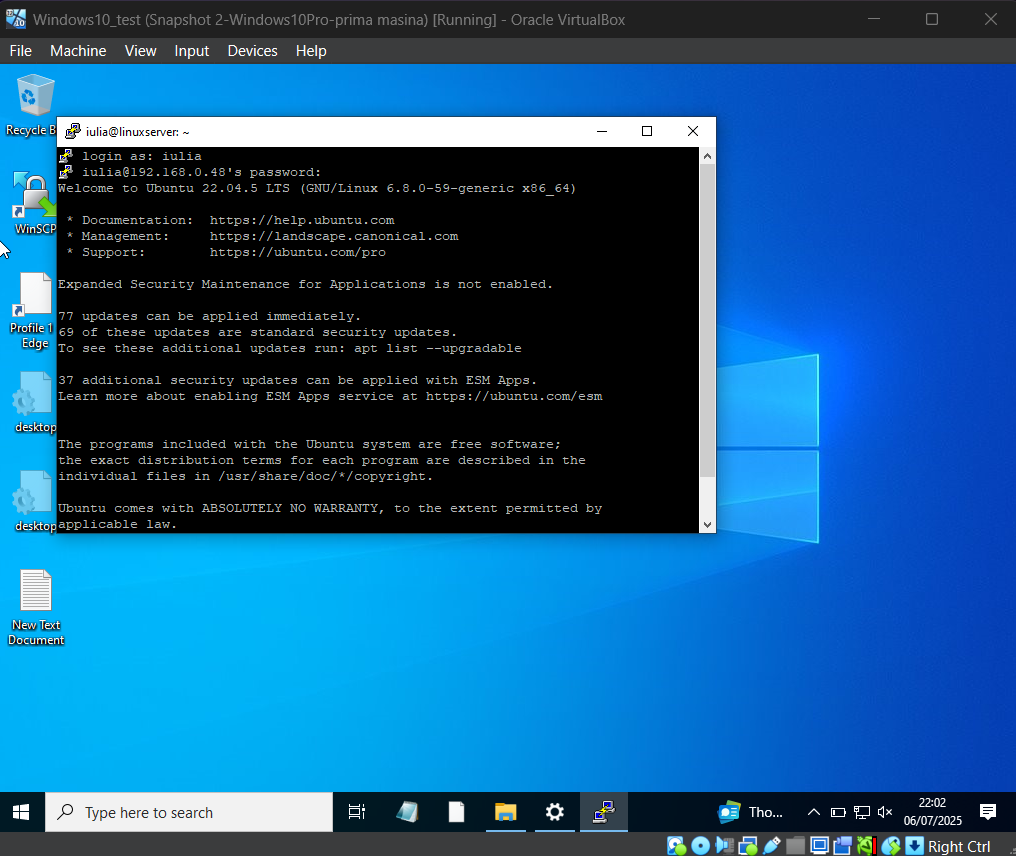 Windows10_test (Snapshot 2-Windows10Pro-prima masina) [Running] - Oracle VirtualBox
File Machine View Input Devices Help
Recycle B
WinSCP
Profile 1
Edge
desktop
desktop
New Text
Document
iulia@linuxserver: ~
login as: iulia
iulia@192.168.0.48's password:
Welcome to Ubuntu 22.04.5 LTS (GNU/Linux 6.8.0-59-generic x86_64)
* Documentation:  https://help.ubuntu.com
* Management:     https://landscape.canonical.com
* Support:        https://ubuntu.com/pro
Expanded Security Maintenance for Applications is not enabled.
77 updates can be applied immediately.
69 of these updates are standard security updates.
To see these additional updates run: apt list --upgradable
37 additional security updates can be applied with ESM Apps.
Learn more about enabling ESM Apps service at https://ubuntu.com/esm
The programs included with the Ubuntu system are free software;
the exact distribution terms for each program are described in the
individual files in /usr/share/doc/*/copyright.
Ubuntu comes with ABSOLUTELY NO WARRANTY, to the extent permitted by
applicable law.
Type here to search
Tho...
22:02
06/07/2025
Right Ctrl